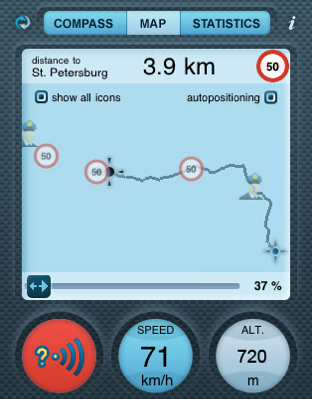 COMPASS MAP STATISTICS i
distance to
St. Petersburg
3.9 km
50
show all icons autopositioning
50
50
50
37 %
?
SPEED
71
km/h
ALT.
720
m